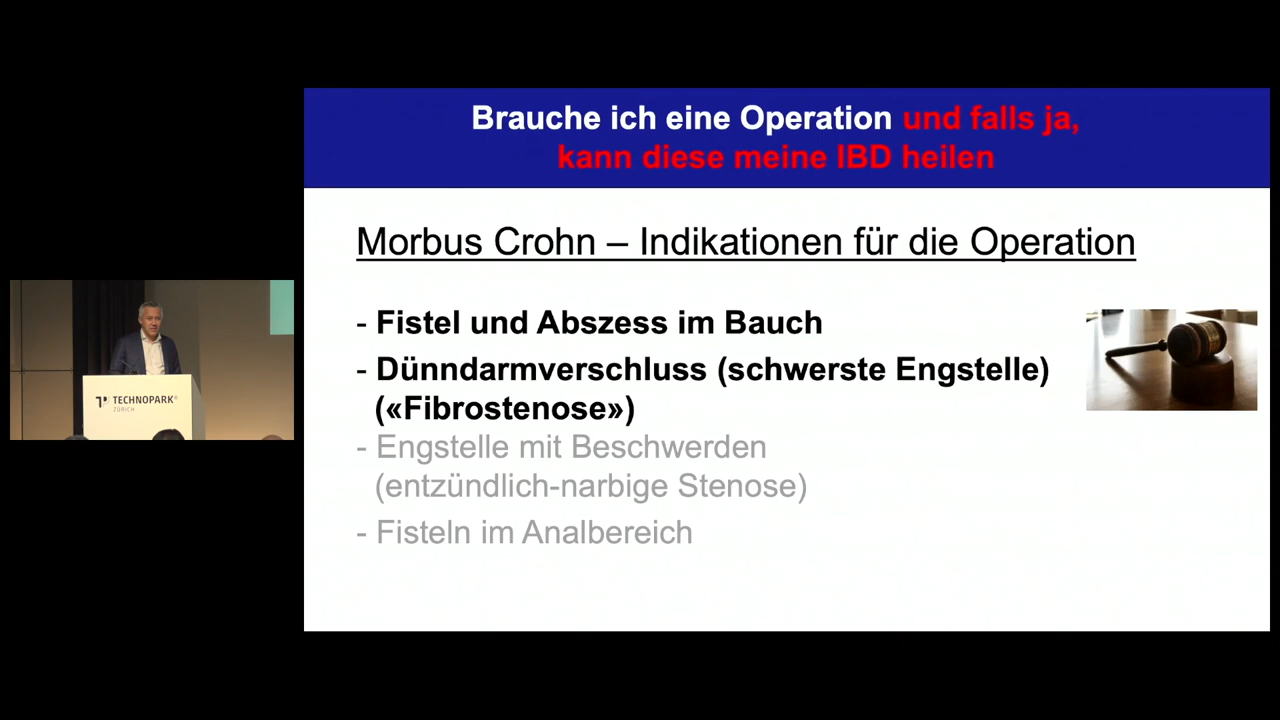 Brauche ich eine Operation und falls ja,
kann diese meine IBD heilen
Morbus Crohn – Indikationen für die Operation
- Fistel und Abszess im Bauch
- Dünndarmverschluss (schwerste Engstelle)
(«Fibrostenose»)
- Engstelle mit Beschwerden
(entzündlich-narbige Stenose)
- Fisteln im Analbereich
TECHNOPARK®
ZÜRICH